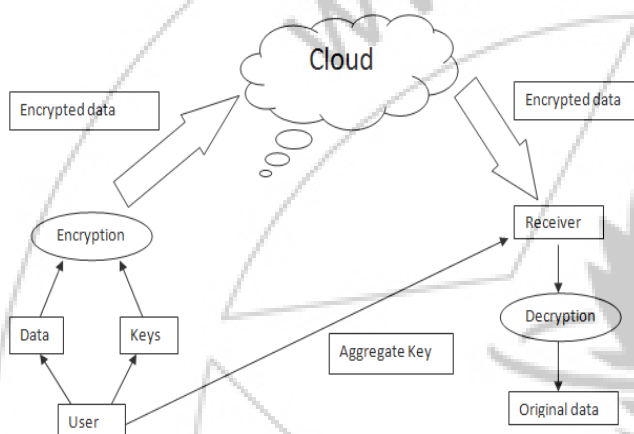 Cloud
Encrypted data
Encrypted data
Encryption
Receiver
Data
Keys
Decryption
Aggregate Key
User
Original data